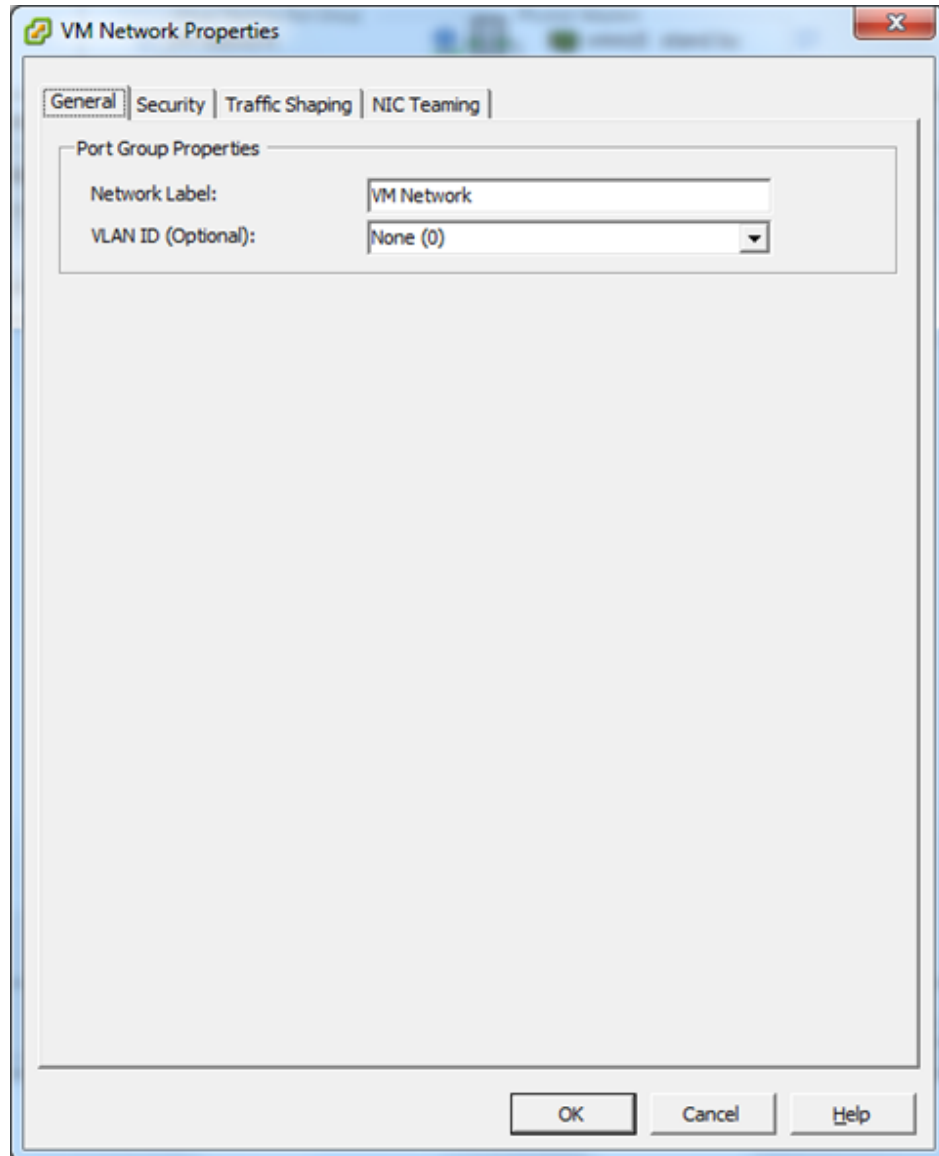 VM Network Properties
General Security Traffic Shaping NIC Teaming
Port Group Properties
Network Label: VM Network
VLAN ID (Optional): None (0)
OK Cancel Help